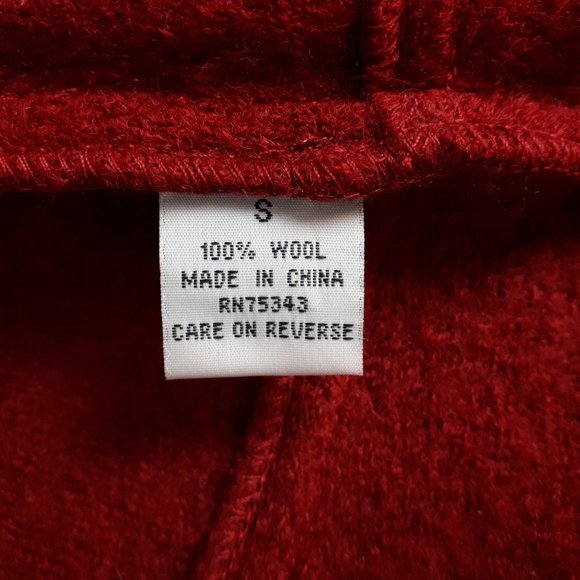 S
100% WOOL
MADE IN CHINA
RN75343
CARE ON REVERSE